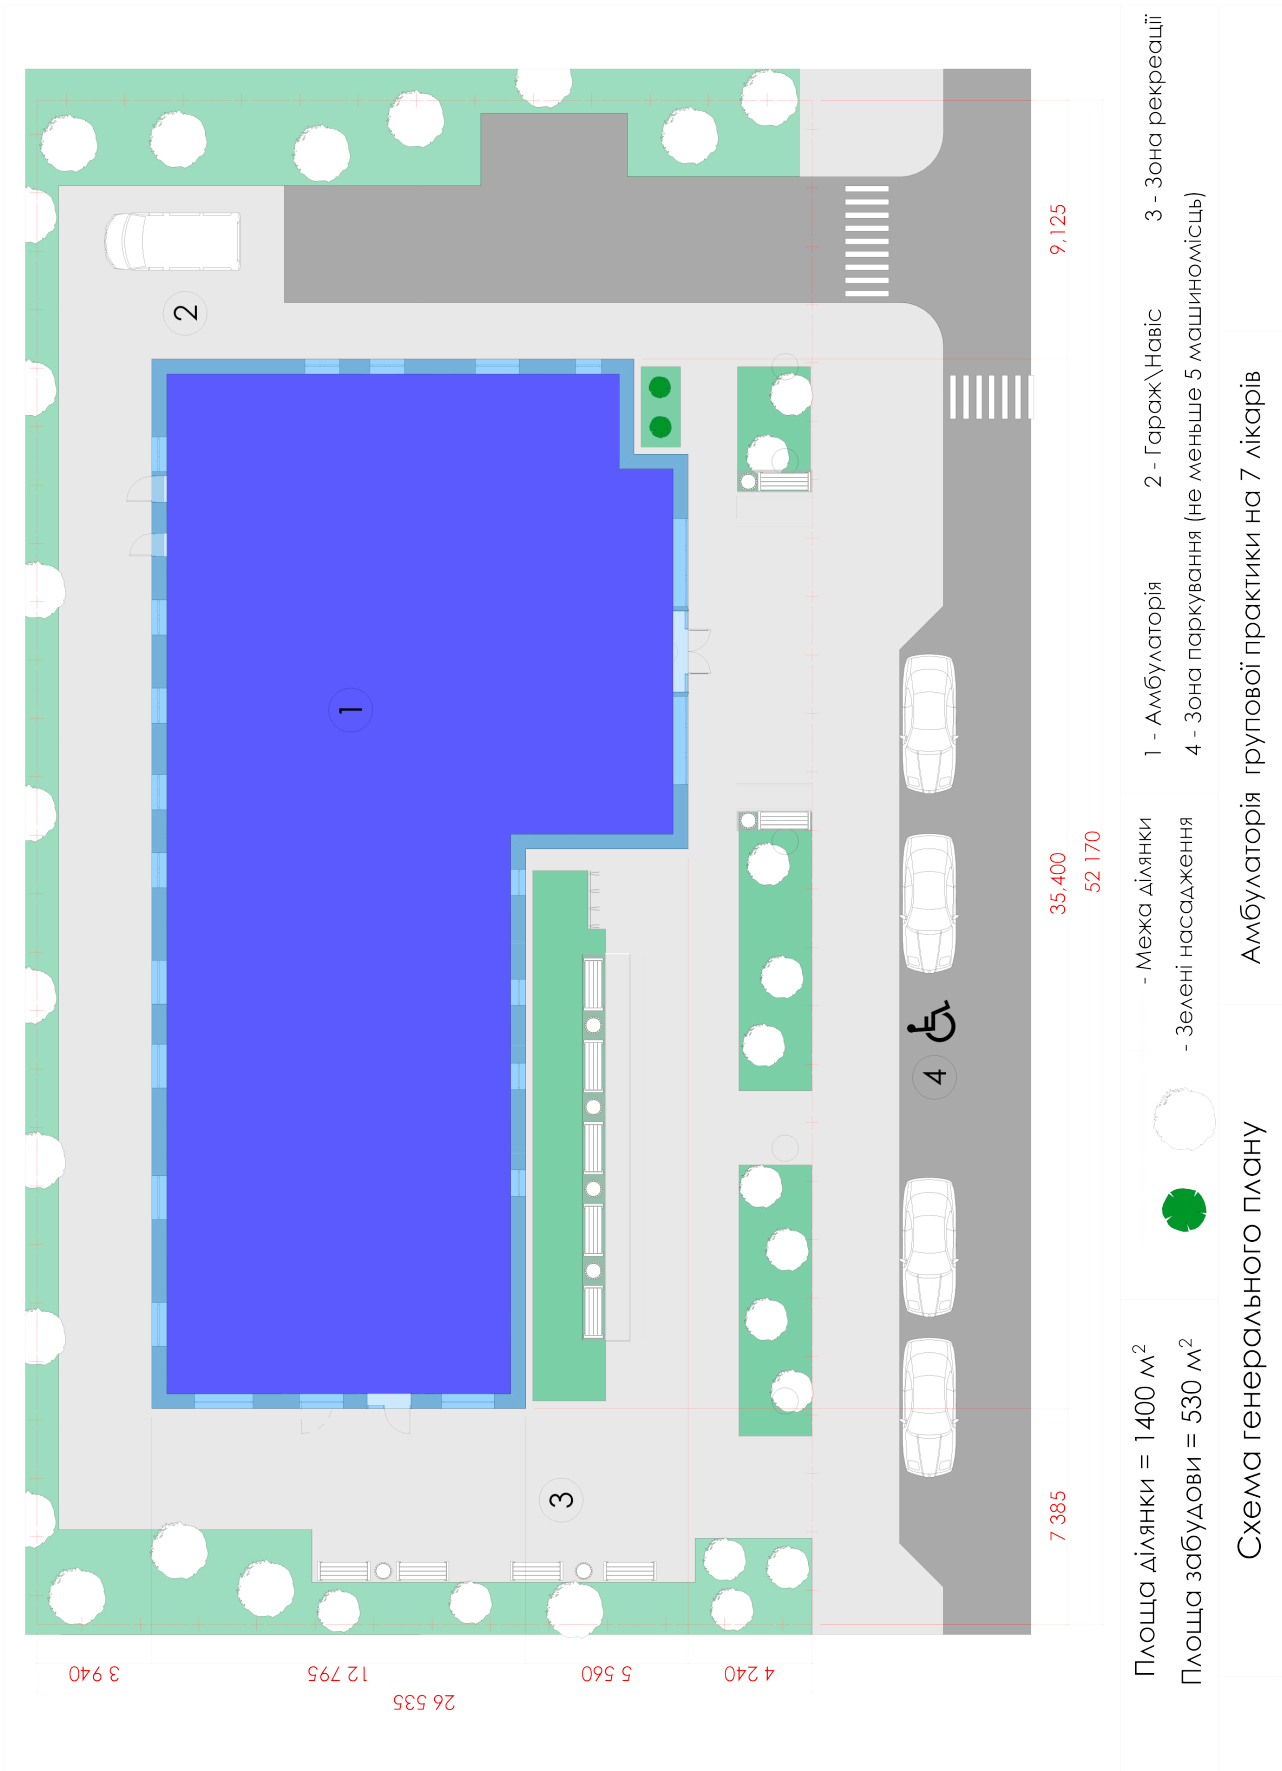 Площа ділянки = 1400 м²
Площа забудови = 530 м²
- Межа ділянки
- Зелені насадження
1 - Амбулаторія
2 - Гараж\Навіс
3 - Зона рекреації
4 - Зона паркування (не меньше 5 машиномісць)
Схема генерального плану
Амбулаторія групової практики на 7 лікарів
1
2
3
4
7 385
35,400
9,125
52 170
3 940
12 795
5 560
4 240
26 535